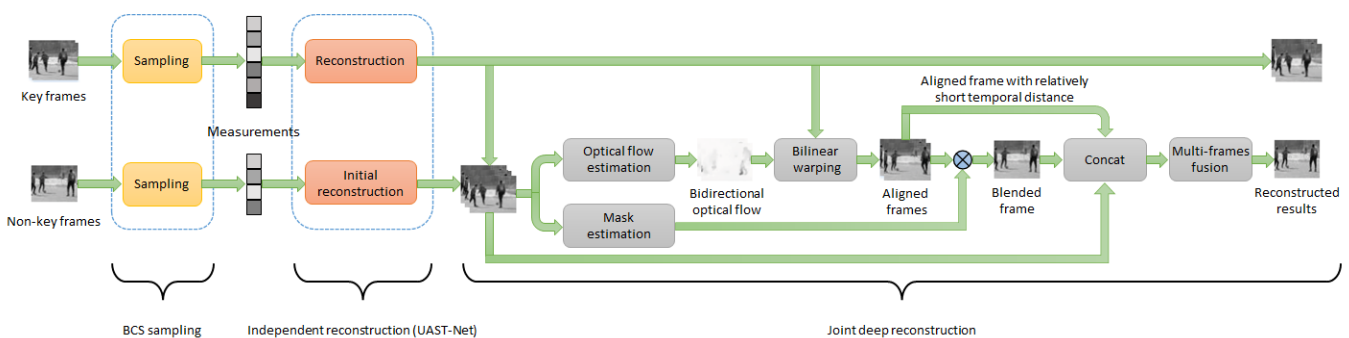 Key frames
Sampling
Measurements
Reconstruction
Aligned frame with relatively
short temporal distance
Non-key frames
Sampling
Initial
reconstruction
Optical flow
estimation
Bidirectional
optical flow
Bilinear
warping
Aligned
frames
Blended
frame
Concat
Multi-frames
fusion
Reconstructed
results
Mask
estimation
BCS sampling
Independent reconstruction (UAST-Net)
Joint deep reconstruction